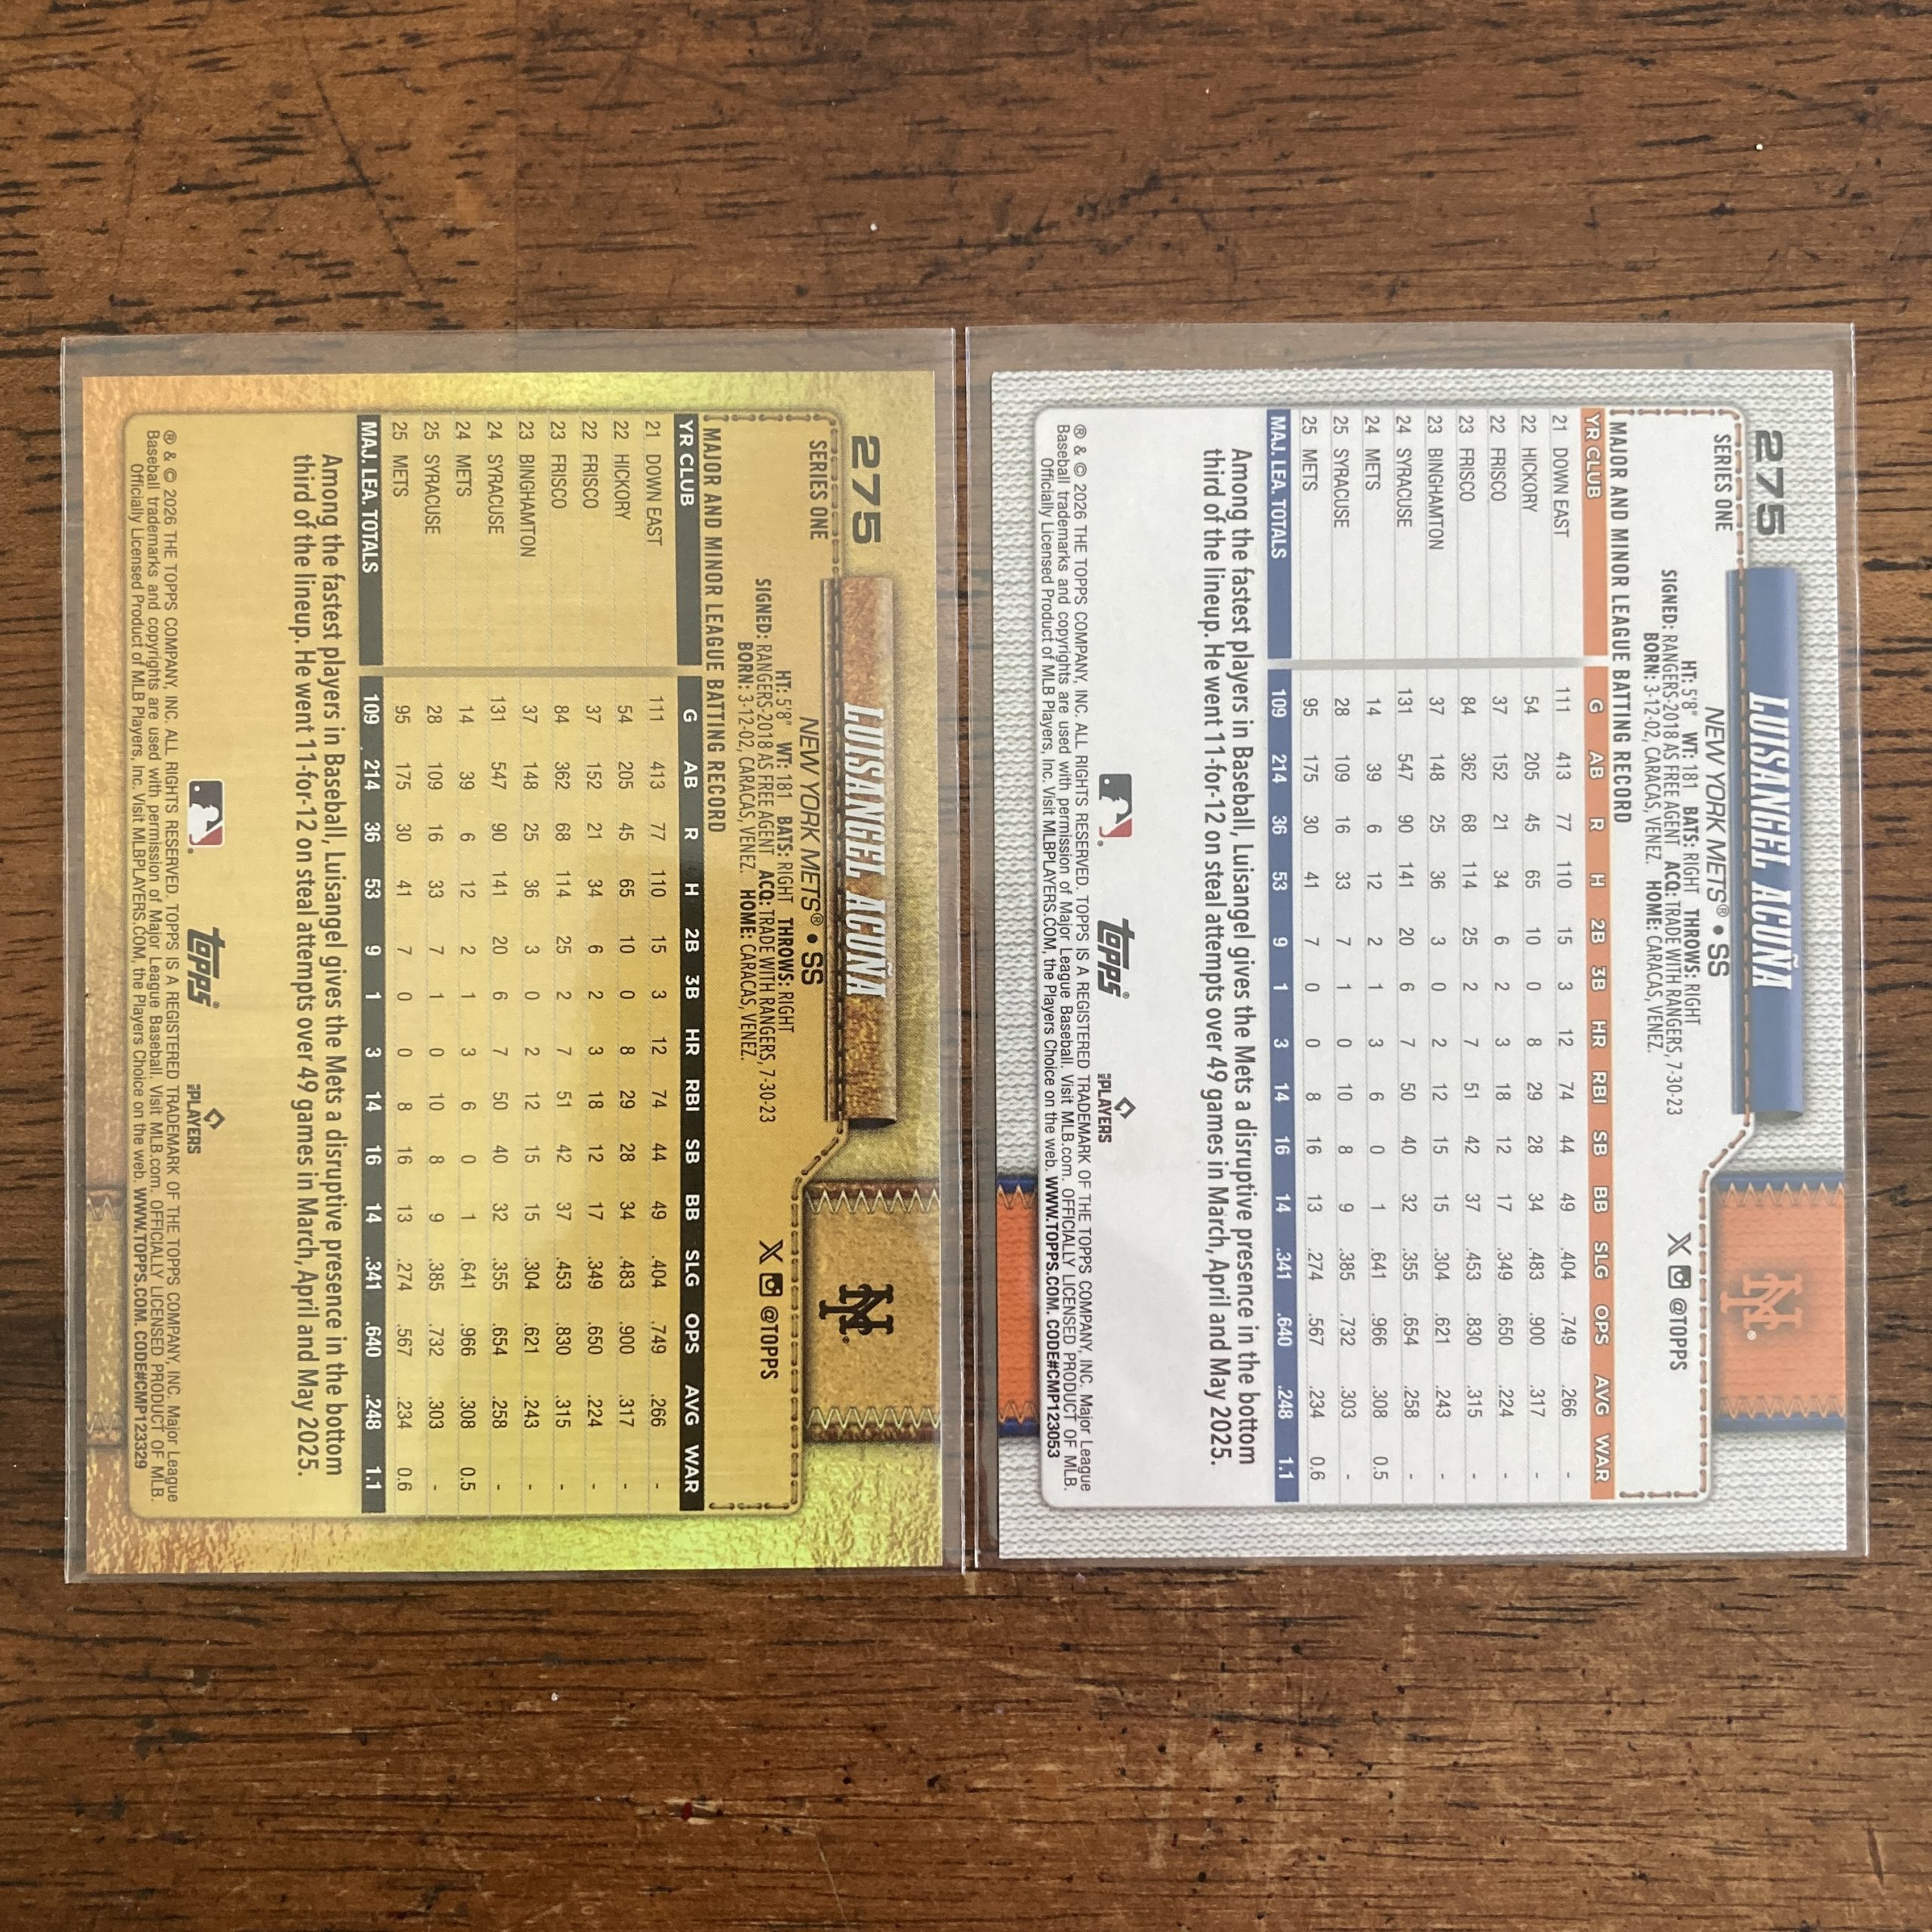 275
SERIES ONE
LUISANGEL ACUÑA
NEW YORK METS® • SS
HT: 5'8" WT: 181 BATS: RIGHT THROWS: RIGHT
SIGNED: RANGERS-2018 AS FREE AGENT ACQ: TRADE WITH RANGERS, 7-30-23
BORN: 3-12-02, CARACAS, VENEZ. HOME: CARACAS, VENEZ.
NY
X @TOPPS
MAJOR AND MINOR LEAGUE BATTING RECORD
YR CLUB G AB R H 2B 3B HR RBI SB BB SLG OPS AVG WAR
21 DOWN EAST 111 413 77 110 15 3 12 74 44 49 .404 .749 .266 -
22 HICKORY 54 205 45 65 10 0 8 29 28 34 .483 .900 .317 -
22 FRISCO 37 152 21 34 6 2 3 18 12 17 .349 .650 .224 -
23 FRISCO 84 362 68 114 25 2 7 51 42 37 .453 .830 .315 -
23 BINGHAMTON 37 148 25 36 3 0 2 12 15 15 .304 .621 .243 -
24 SYRACUSE 131 547 90 141 20 6 7 50 40 32 .355 .654 .258 -
24 METS 14 39 6 12 2 1 3 6 0 1 .641 .966 .308 0.5
25 SYRACUSE 28 109 16 33 7 1 0 10 8 9 .385 .732 .303 -
25 METS 95 175 30 41 7 0 0 8 16 13 .274 .567 .234 0.6
MAJ. LEA. TOTALS 109 214 36 53 9 1 3 14 16 14 .341 .640 .248 1.1
Among the fastest players in Baseball, Luisangel gives the Mets a disruptive presence in the bottom
third of the lineup. He went 11-for-12 on steal attempts over 49 games in March, April and May 2025.
topps® MLB PLAYERS
® & © 2026 THE TOPPS COMPANY, INC. ALL RIGHTS RESERVED. TOPPS IS A REGISTERED TRADEMARK OF THE TOPPS COMPANY, INC. Major League
Baseball trademarks and copyrights are used with permission of Major League Baseball. Visit MLB.com. OFFICIALLY LICENSED PRODUCT OF MLB.
Officially Licensed Product of MLB Players, Inc. Visit MLBPLAYERS.COM, the Players Choice on the web. WWW.TOPPS.COM. CODE#CMP123053
275
SERIES ONE
LUISANGEL ACUÑA
NEW YORK METS® • SS
HT: 5'8" WT: 181 BATS: RIGHT THROWS: RIGHT
SIGNED: RANGERS-2018 AS FREE AGENT ACQ: TRADE WITH RANGERS, 7-30-23
BORN: 3-12-02, CARACAS, VENEZ. HOME: CARACAS, VENEZ.
NY
X @TOPPS
MAJOR AND MINOR LEAGUE BATTING RECORD
YR CLUB G AB R H 2B 3B HR RBI SB BB SLG OPS AVG WAR
21 DOWN EAST 111 413 77 110 15 3 12 74 44 49 .404 .749 .266 -
22 HICKORY 54 205 45 65 10 0 8 29 28 34 .483 .900 .317 -
22 FRISCO 37 152 21 34 6 2 3 18 12 17 .349 .650 .224 -
23 FRISCO 84 362 68 114 25 2 7 51 42 37 .453 .830 .315 -
23 BINGHAMTON 37 148 25 36 3 0 2 12 15 15 .304 .621 .243 -
24 SYRACUSE 131 547 90 141 20 6 7 50 40 32 .355 .654 .258 -
24 METS 14 39 6 12 2 1 3 6 0 1 .641 .966 .308 0.5
25 SYRACUSE 28 109 16 33 7 1 0 10 8 9 .385 .732 .303 -
25 METS 95 175 30 41 7 0 0 8 16 13 .274 .567 .234 0.6
MAJ. LEA. TOTALS 109 214 36 53 9 1 3 14 16 14 .341 .640 .248 1.1
Among the fastest players in Baseball, Luisangel gives the Mets a disruptive presence in the bottom
third of the lineup. He went 11-for-12 on steal attempts over 49 games in March, April and May 2025.
topps® MLB PLAYERS
® & © 2026 THE TOPPS COMPANY, INC. ALL RIGHTS RESERVED. TOPPS IS A REGISTERED TRADEMARK OF THE TOPPS COMPANY, INC. Major League
Baseball trademarks and copyrights are used with permission of Major League Baseball. Visit MLB.com. OFFICIALLY LICENSED PRODUCT OF MLB.
Officially Licensed Product of MLB Players, Inc. Visit MLBPLAYERS.COM, the Players Choice on the web. WWW.TOPPS.COM. CODE#CMP123329